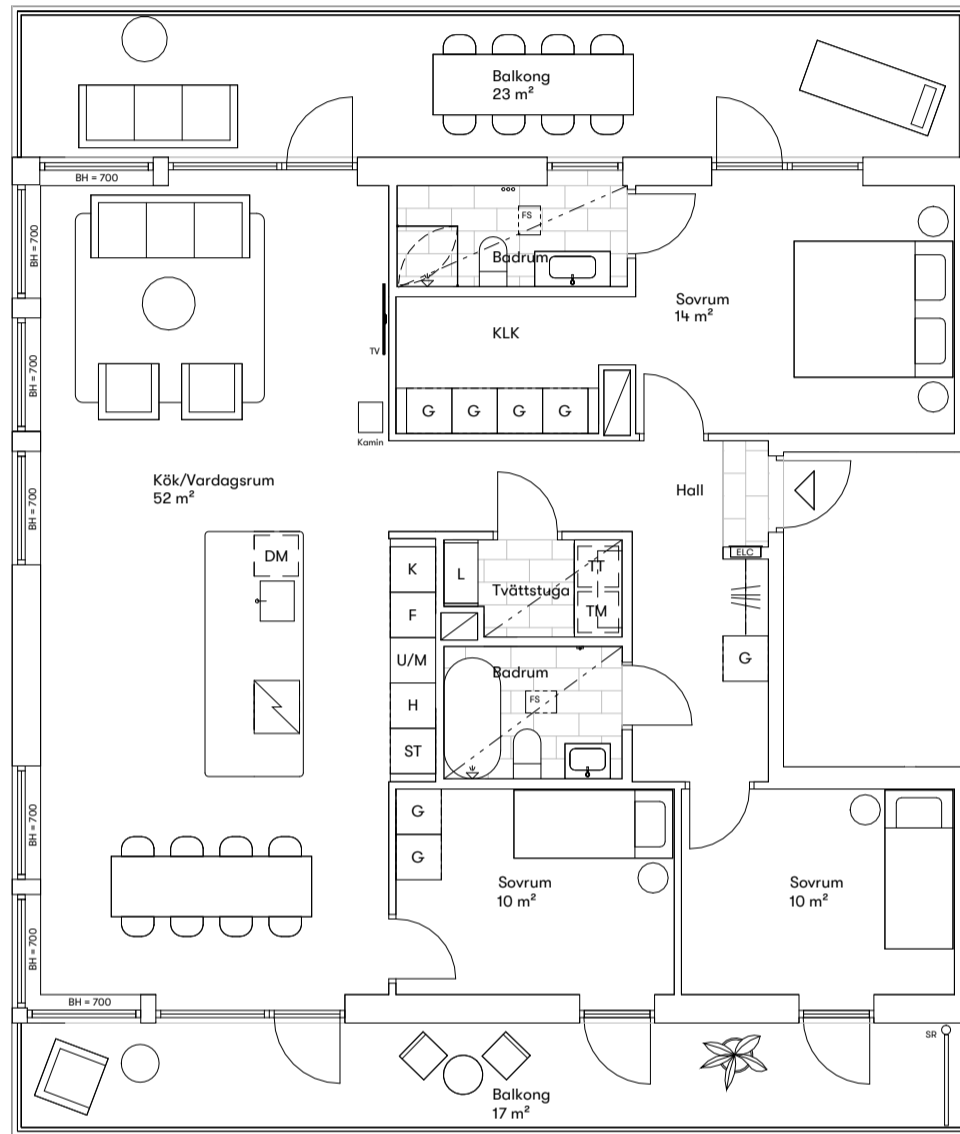 Balkong
23 m²
BH = 700
BH = 700
FS
Badrum
Sovrum
14 m²
KLK
TV
BH = 700
G
G
G
G
Kamin
Kök/Vardagsrum
52 m²
BH = 700
Hall
ELC
DM
K
L
Tvättstuga
TT
TM
F
U/M
G
H
Badrum
FS
ST
BH = 700
G
G
Sovrum
10 m²
Sovrum
10 m²
BH = 700
BH = 700
SR
Balkong
17 m²